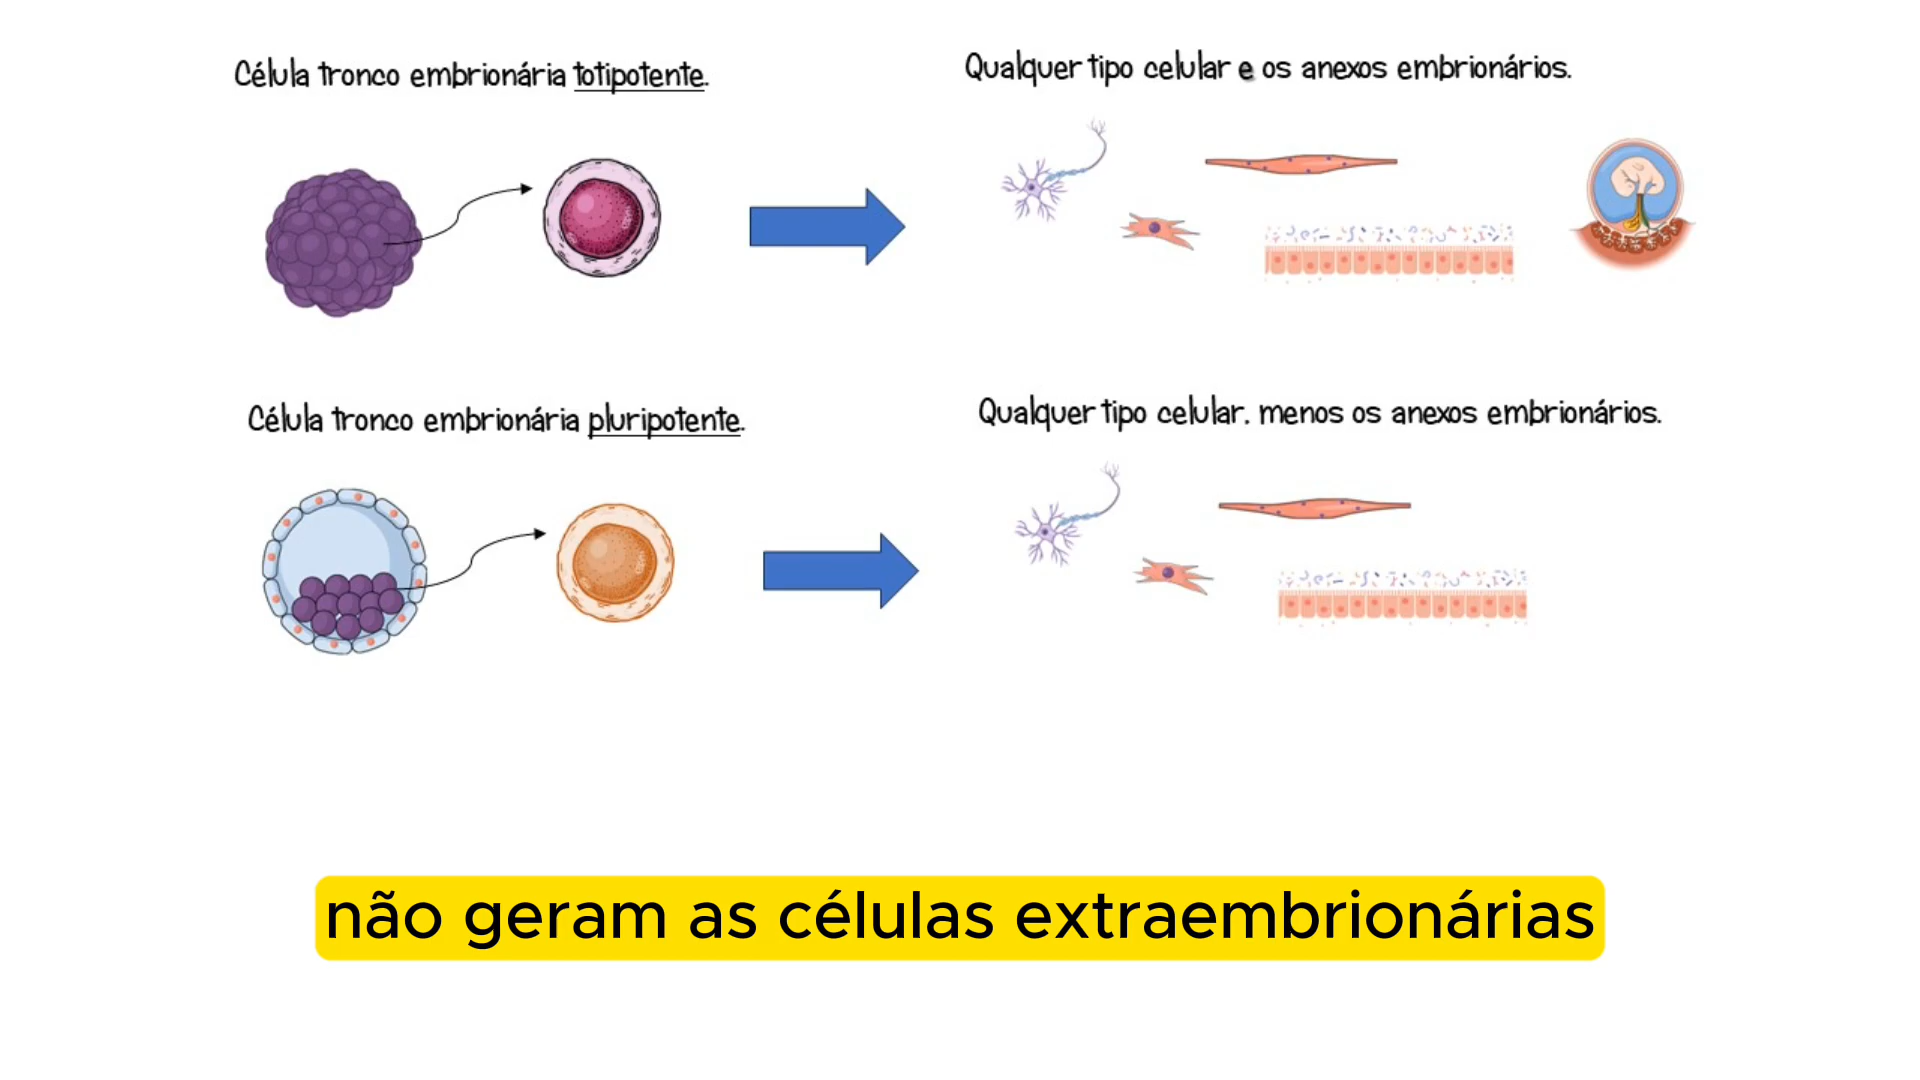 Célula tronco embrionária totipotente.
Qualquer tipo celular e os anexos embrionários.
Célula tronco embrionária pluripotente.
Qualquer tipo celular. menos os anexos embrionários.
não geram as células extraembrionárias